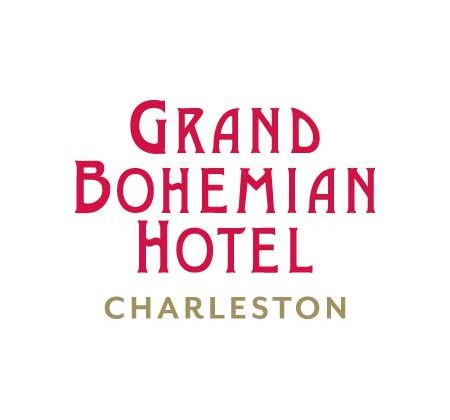 GRAND
BOHEMIAN
HOTEL
CHARLESTON